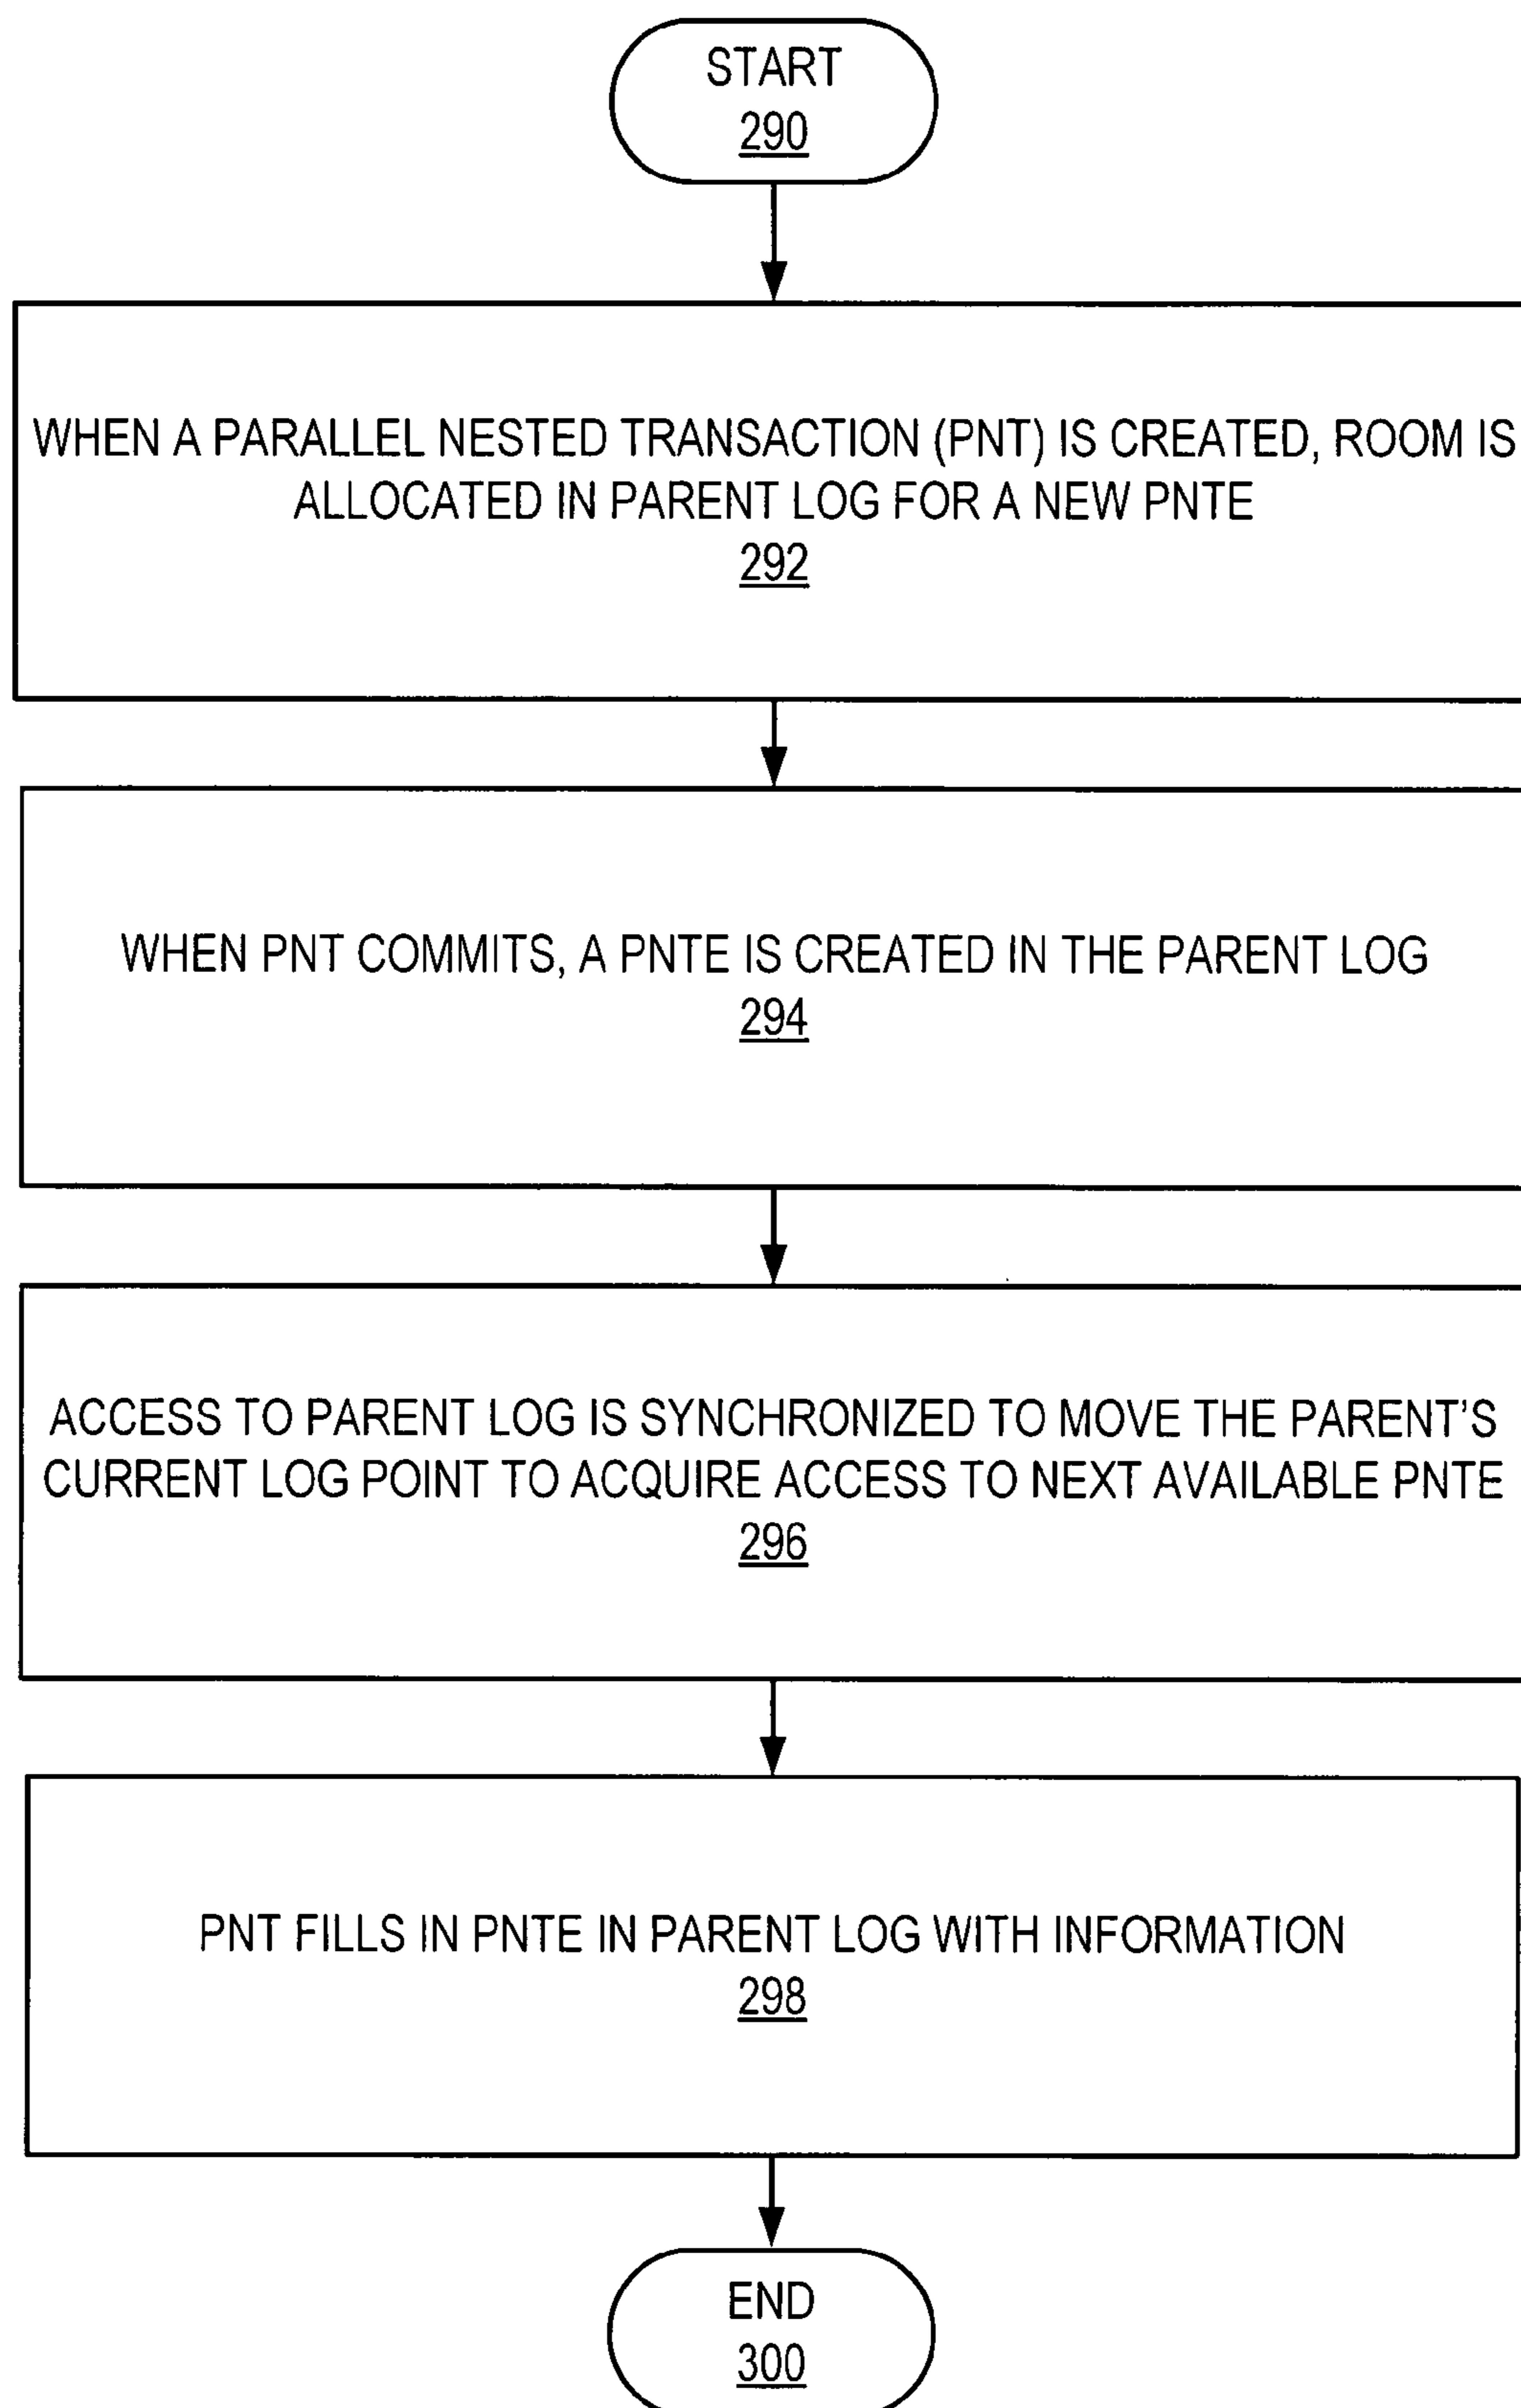 START
290
WHEN A PARALLEL NESTED TRANSACTION (PNT) IS CREATED, ROOM IS
ALLOCATED IN PARENT LOG FOR A NEW PNTE
292
WHEN PNT COMMITS, A PNTE IS CREATED IN THE PARENT LOG
294
ACCESS TO PARENT LOG IS SYNCHRONIZED TO MOVE THE PARENT'S
CURRENT LOG POINT TO ACQUIRE ACCESS TO NEXT AVAILABLE PNTE
296
PNT FILLS IN PNTE IN PARENT LOG WITH INFORMATION
298
END
300